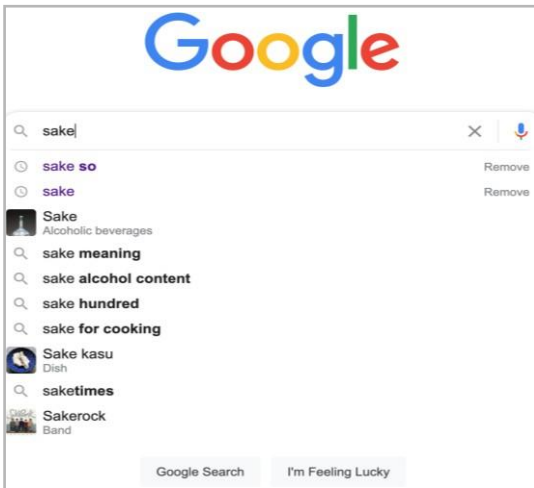 Google
sake
sake so Remove
sake Remove
Sake
Alcoholic beverages
sake meaning
sake alcohol content
sake hundred
sake for cooking
Sake kasu
Dish
saketimes
Sakerock
Band
Google Search I'm Feeling Lucky